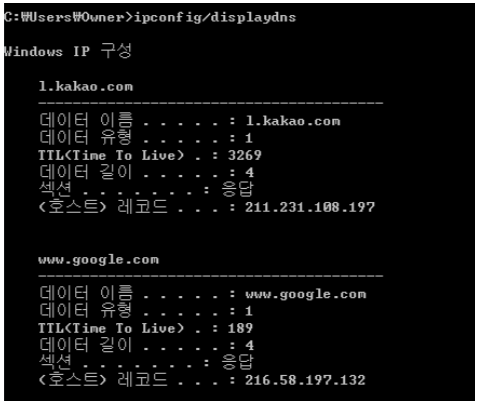 C:₩Users₩Owner>ipconfig/displaydns
Windows IP 구성
l.kakao.com
----------------------------------------
데이터 이름 . . . . . : l.kakao.com
데이터 유형 . . . . . : 1
TTL(Time To Live) . : 3269
데이터 길이 . . . . . : 4
섹션 . . . . . . . : 응답
(호스트) 레코드 . . . : 211.231.108.197
www.google.com
----------------------------------------
데이터 이름 . . . . . : www.google.com
데이터 유형 . . . . . : 1
TTL(Time To Live) . : 189
데이터 길이 . . . . . : 4
섹션 . . . . . . . : 응답
(호스트) 레코드 . . . : 216.58.197.132